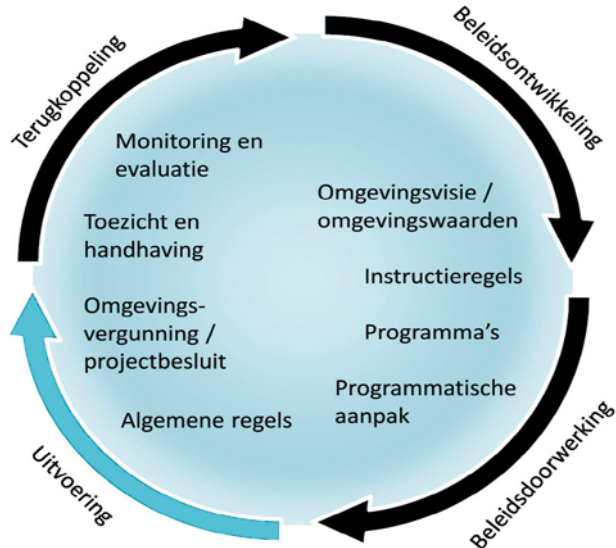 Beleidsontwikkeling
Omgevingsvisie /
omgevingswaarden
Instructieregels
Programma's
Programmatische
aanpak
Beleidsdoorwerking
Algemene regels
Omgevings-
vergunning /
projectbesluit
Uitvoering
Toezicht en
handhaving
Monitoring en
evaluatie
Terugkoppeling